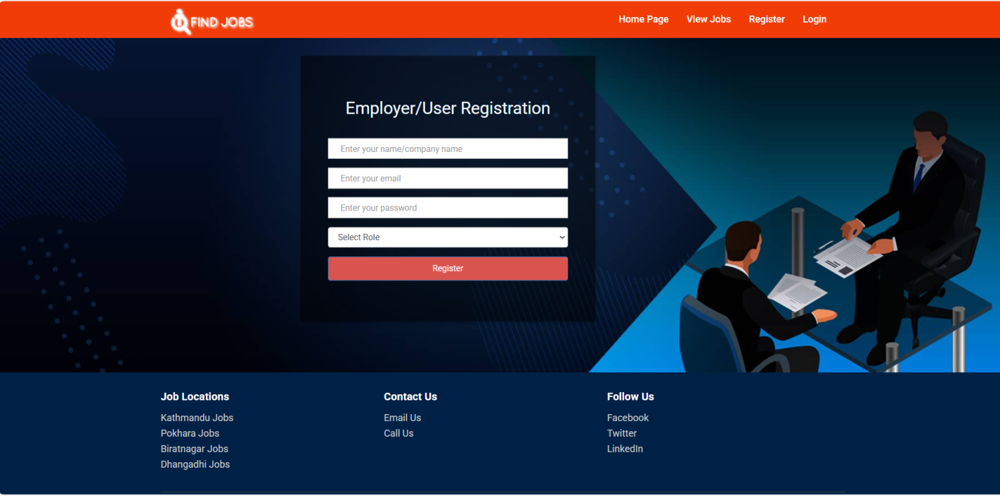 FIND JOBS
Home Page View Jobs Register Login
Employer/User Registration
Enter your name/company name
Enter your email
Enter your password
Select Role
Register
Job Locations
Kathmandu Jobs
Pokhara Jobs
Biratnagar Jobs
Dhangadhi Jobs
Contact Us
Email Us
Call Us
Follow Us
Facebook
Twitter
LinkedIn